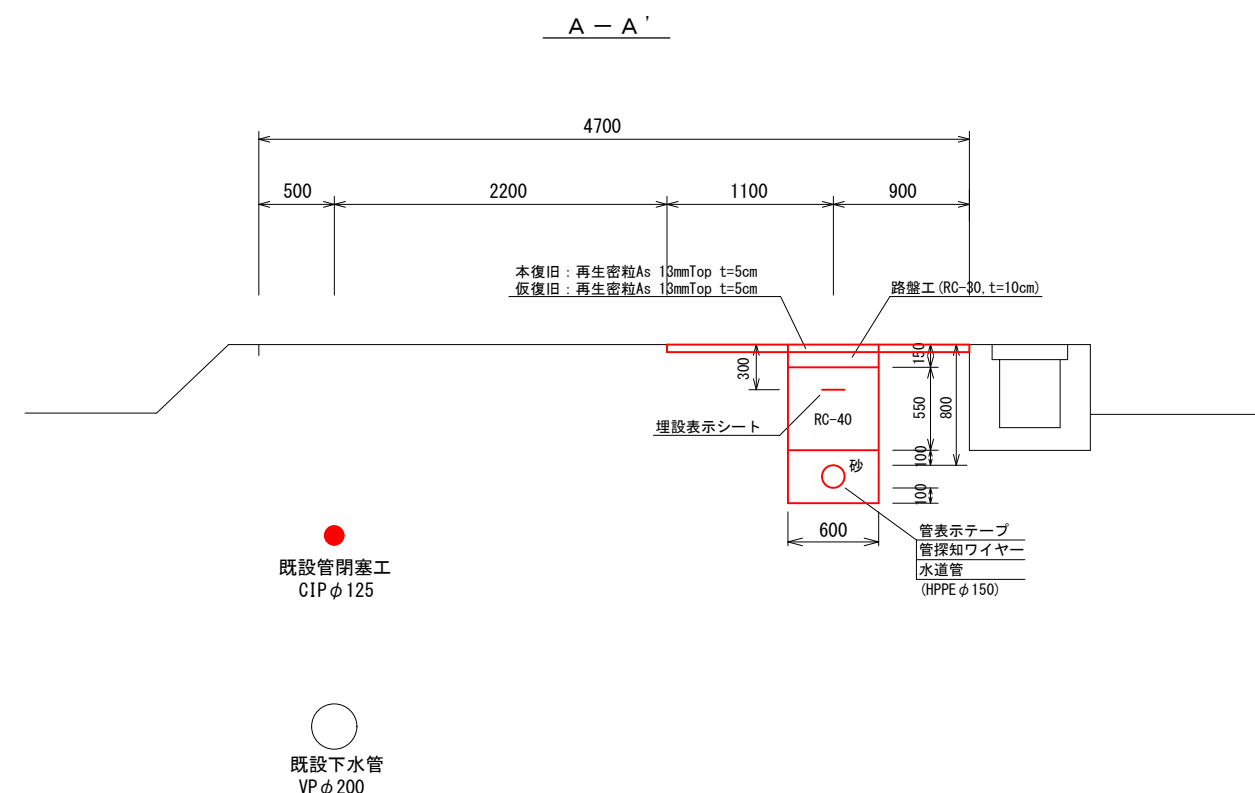 A－A'
4700
500
2200
1100
900
本復旧：再生密粒As 13mmTop t=5cm
仮復旧：再生密粒As 13mmTop t=5cm
路盤工(RC-30,t=10cm)
300
150
550
800
100
100
埋設表示シート
RC-40
砂
600
管表示テープ
管探知ワイヤー
水道管
(HPPEφ150)
既設管閉塞工
CIPφ125
既設下水管
VPφ200